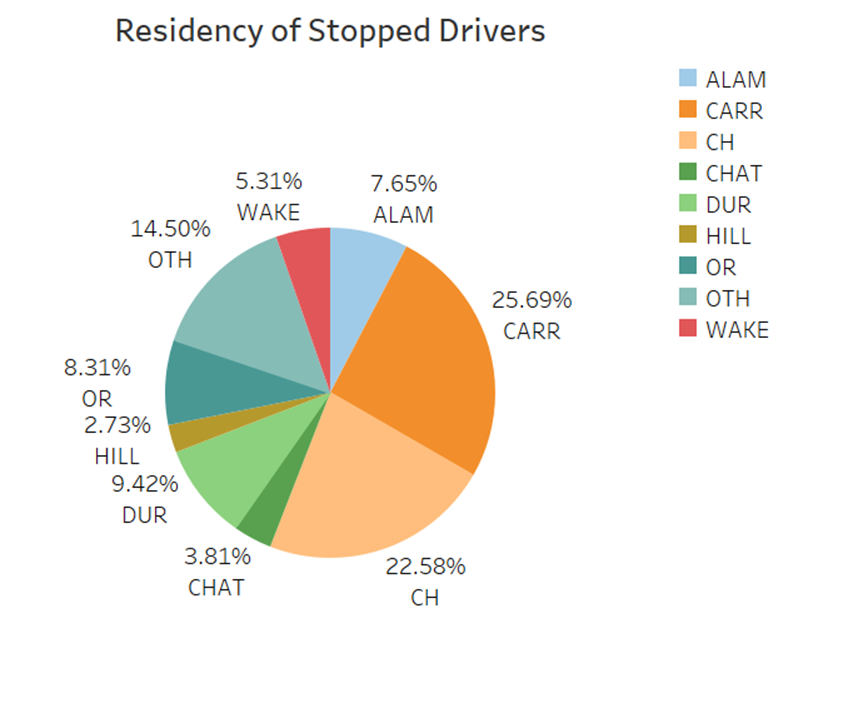 Residency of Stopped Drivers
ALAM
CARR
CH
CHAT
DUR
HILL
OR
OTH
WAKE
5.31%
WAKE
7.65%
ALAM
14.50%
OTH
25.69%
CARR
8.31%
OR
2.73%
HILL
9.42%
DUR
3.81%
CHAT
22.58%
CH